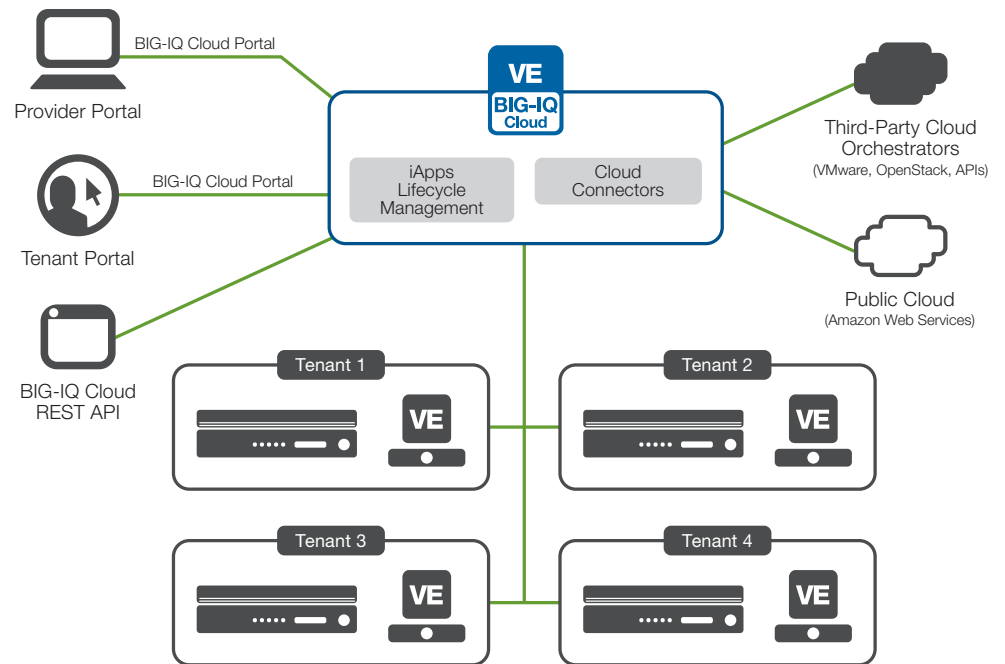 BIG-IQ Cloud Portal
Provider Portal
VE
BIG-IQ
Cloud
iApps
Lifecycle
Management
Cloud
Connectors
Third-Party Cloud
Orchestrators
(VMware, OpenStack, APIs)
BIG-IQ Cloud Portal
Tenant Portal
Public Cloud
(Amazon Web Services)
BIG-IQ Cloud
REST API
Tenant 1
VE
Tenant 2
VE
Tenant 3
VE
Tenant 4
VE